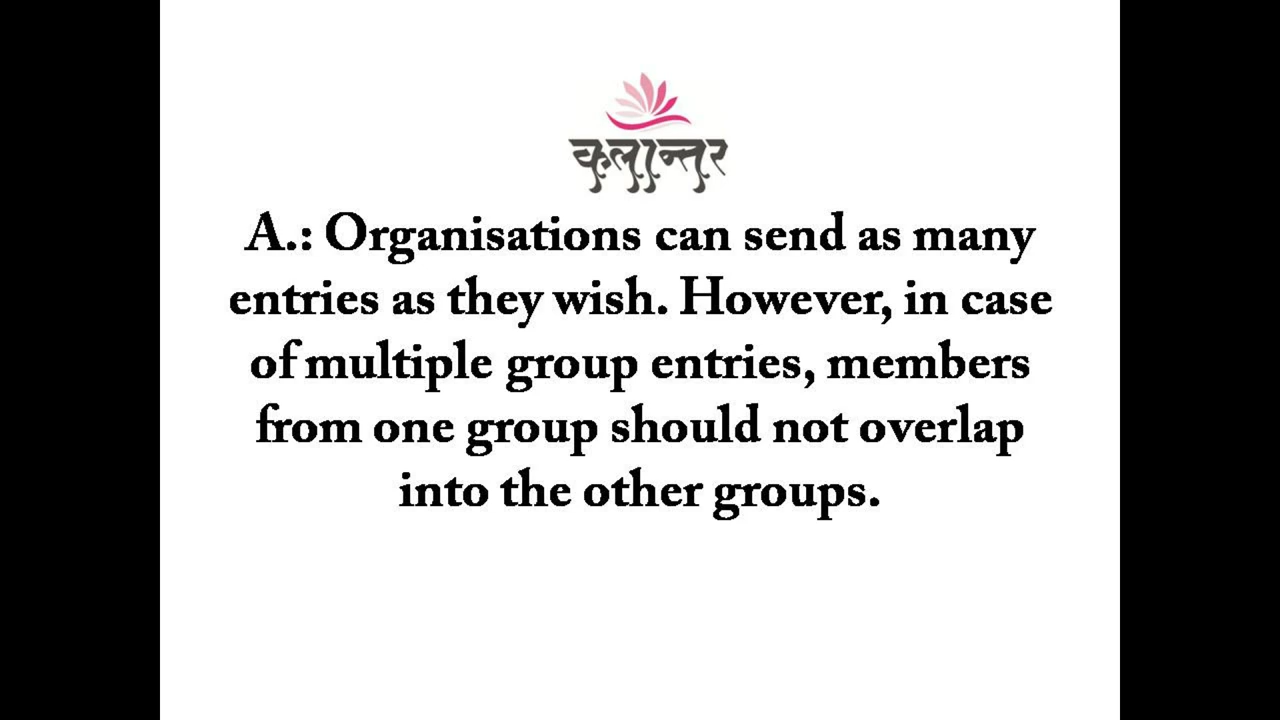 कलान्तर
A.: Organisations can send as many
entries as they wish. However, in case
of multiple group entries, members
from one group should not overlap
into the other groups.